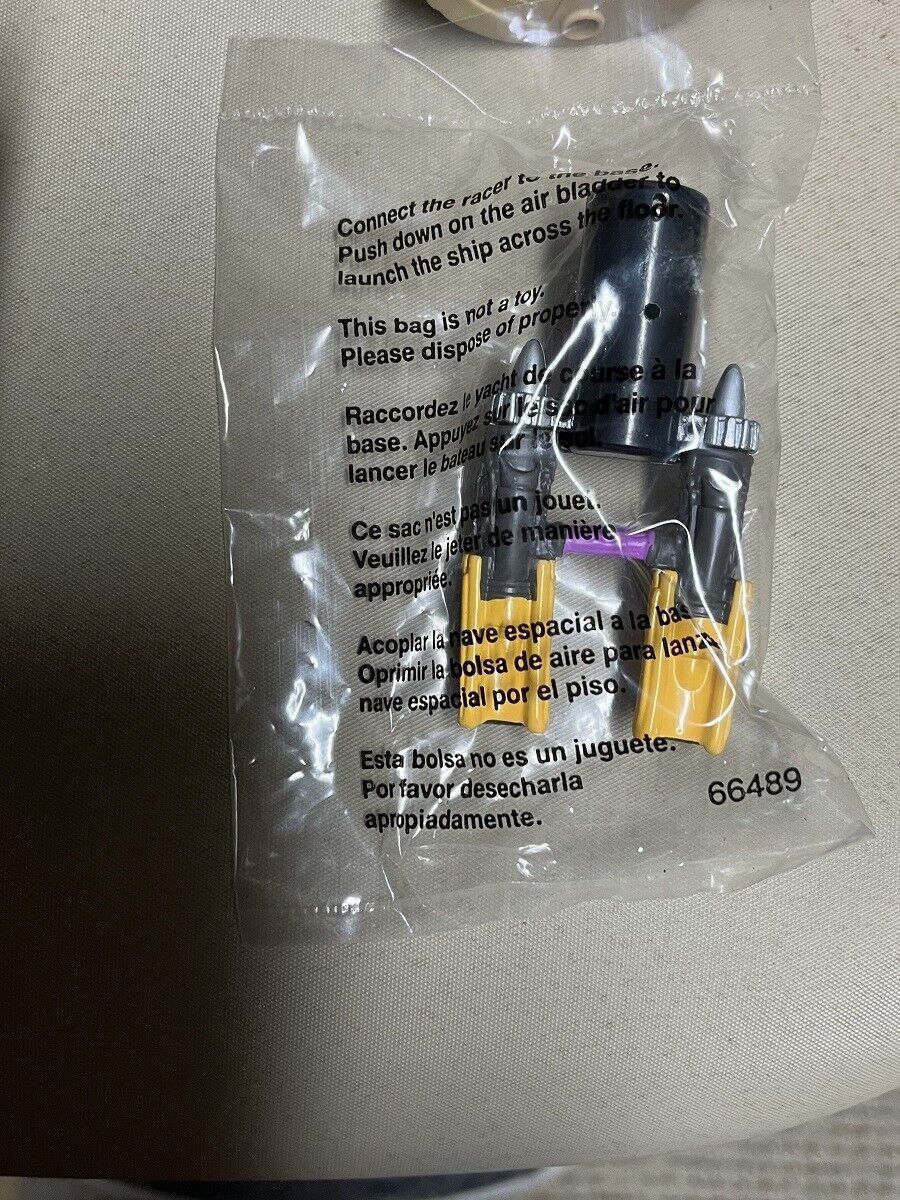 Connect the racer to the base.
Push down on the air bladder to
launch the ship across the floor.
This bag is not a toy.
Please dispose of properly.
Raccordez le yacht de course à la
base. Appuyez sur le sac d'air pour
lancer le bateau sur le sol.
Ce sac n'est pas un jouet.
Veuillez le jeter de manière
appropriée.
Acoplar la nave espacial a la base
Oprimir la bolsa de aire para lanzar
nave espacial por el piso.
Esta bolsa no es un juguete.
Por favor desecharla
apropiadamente.
66489